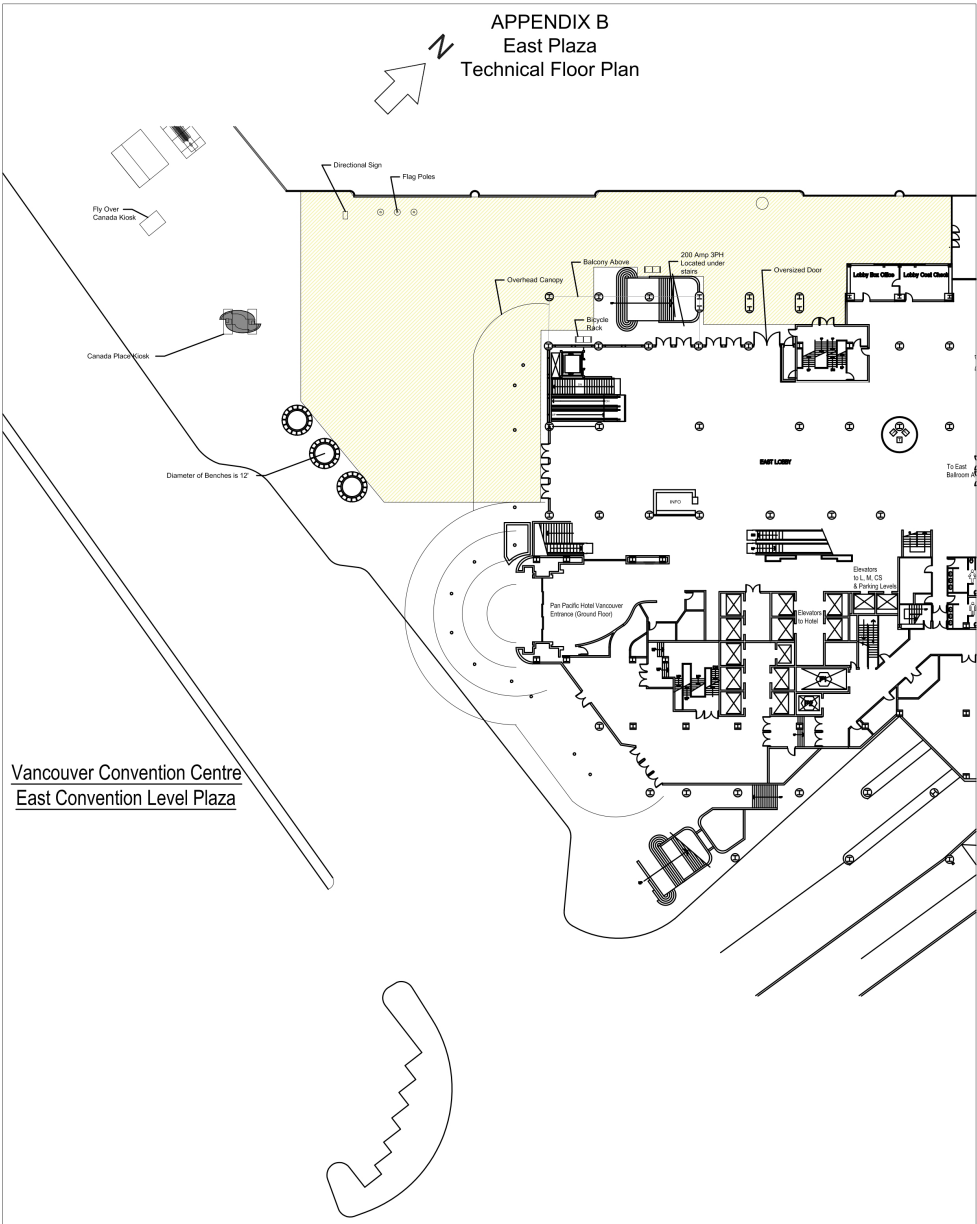 APPENDIX B
East Plaza
Technical Floor Plan
N
Directional Sign
Flag Poles
Fly Over
Canada Kiosk
200 Amp 3PH
Located under
stairs
Balcony Above
Oversized Door
Lobby Box Office
Lobby Coat Check
Overhead Canopy
Bicycle
Rack
Canada Place Kiosk
EAST LOBBY
To East
Ballroom A
Diameter of Benches is 12'
INFO
Elevators
to L, M, CS
& Parking Levels
Pan Pacific Hotel Vancouver
Entrance (Ground Floor)
Elevators
to Hotel
Vancouver Convention Centre
East Convention Level Plaza